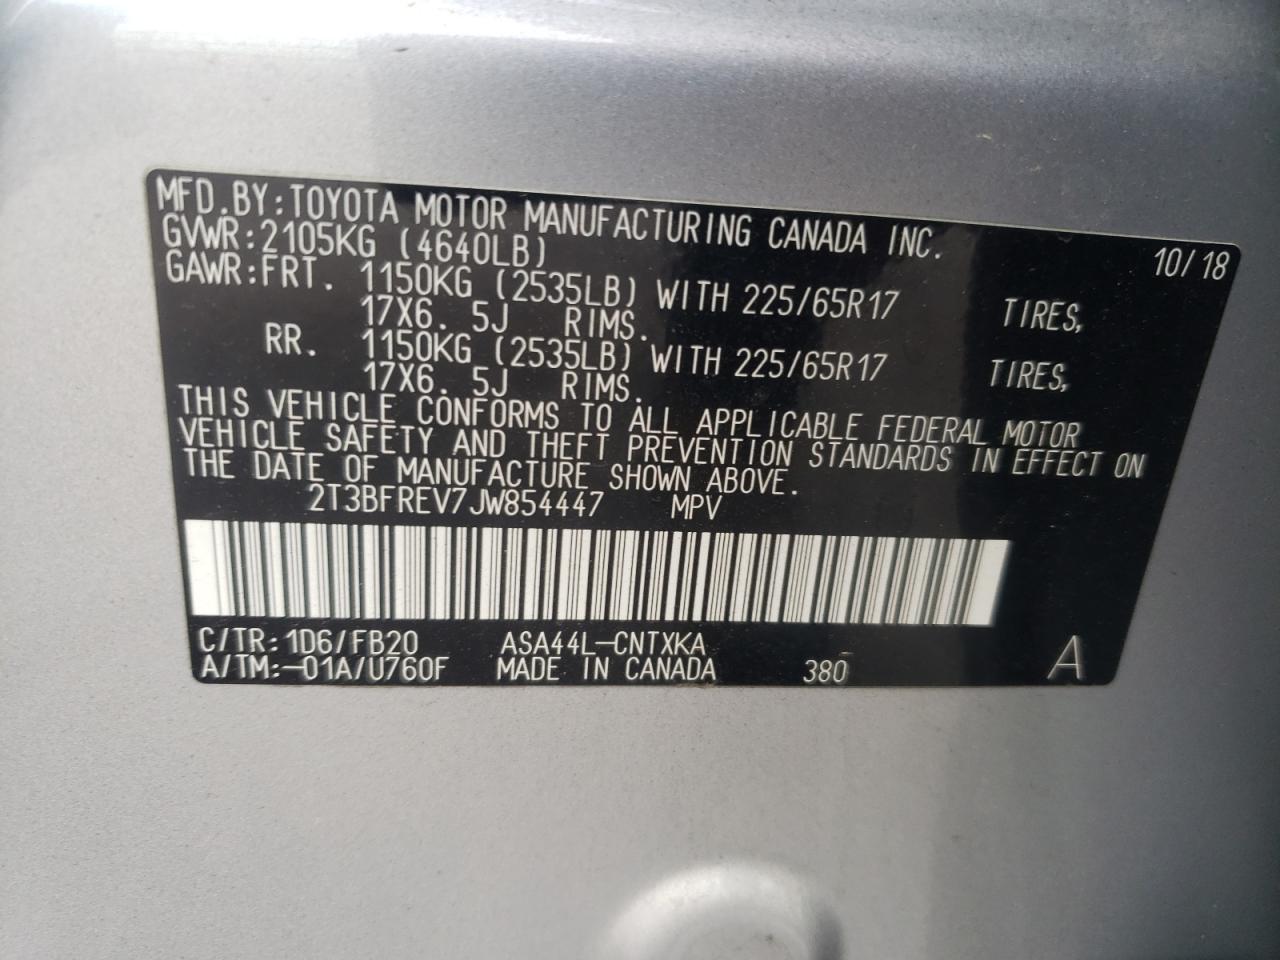 MFD.BY:TOYOTA MOTOR MANUFACTURING CANADA INC. 10/18
GVWR:2105KG (4640LB)
GAWR:FRT. 1150KG (2535LB) WITH 225/65R17 TIRES,
17X6. 5J RIMS.
RR. 1150KG (2535LB) WITH 225/65R17 TIRES,
17X6. 5J RIMS.
THIS VEHICLE CONFORMS TO ALL APPLICABLE FEDERAL MOTOR
VEHICLE SAFETY AND THEFT PREVENTION STANDARDS IN EFFECT ON
THE DATE OF MANUFACTURE SHOWN ABOVE.
2T3BFREV7JW854447 MPV
C/TR:1D6/FB20 ASA44L-CNTXKA
A/TM:-01A/U760F MADE IN CANADA 380 A